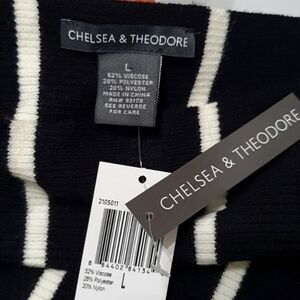 CHELSEA & THEODORE
L
52% VISCOSE
28% POLYESTER
20% NYLON
MADE IN CHINA
RN# 93178
SEE REVERSE
FOR CARE
CHELSEA & THEODORE
2105011
52% Viscose
28% Polyester
20% Nylon
L